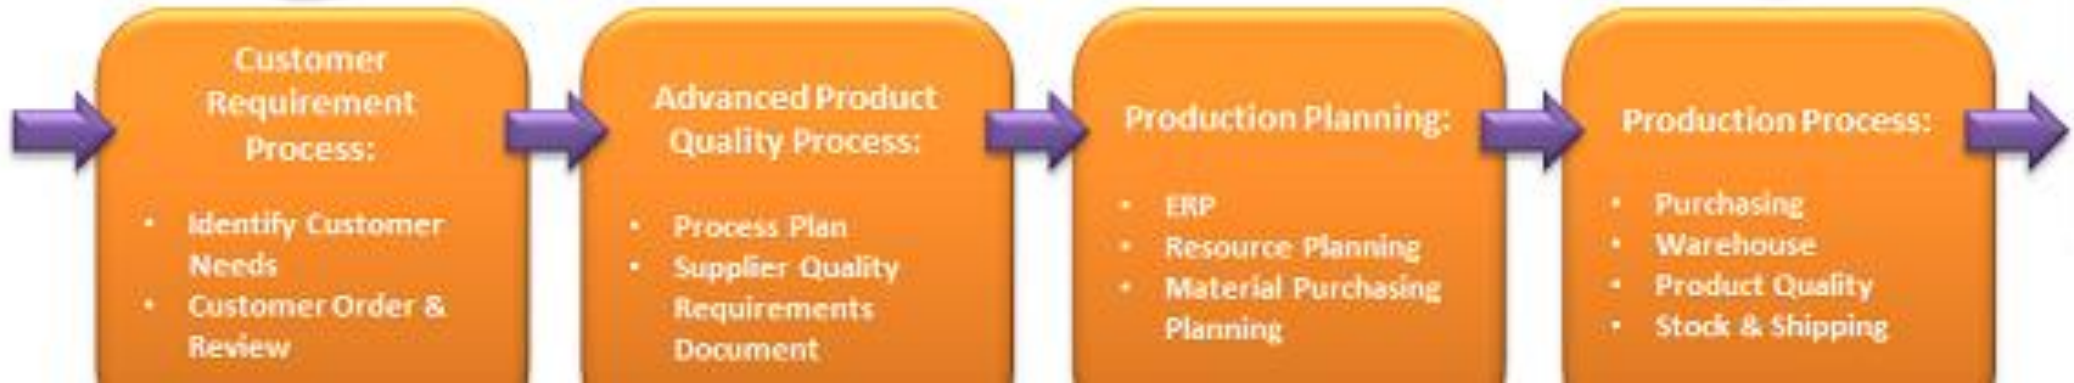 Customer
Requirement
Process:
• Identify Customer
Needs
• Customer Order &
Review
Advanced Product
Quality Process:
• Process Plan
• Supplier Quality
Requirements
Document
Production Planning:
• ERP
• Resource Planning
• Material Purchasing
Planning
Production Process:
• Purchasing
• Warehouse
• Product Quality
• Stock & Shipping